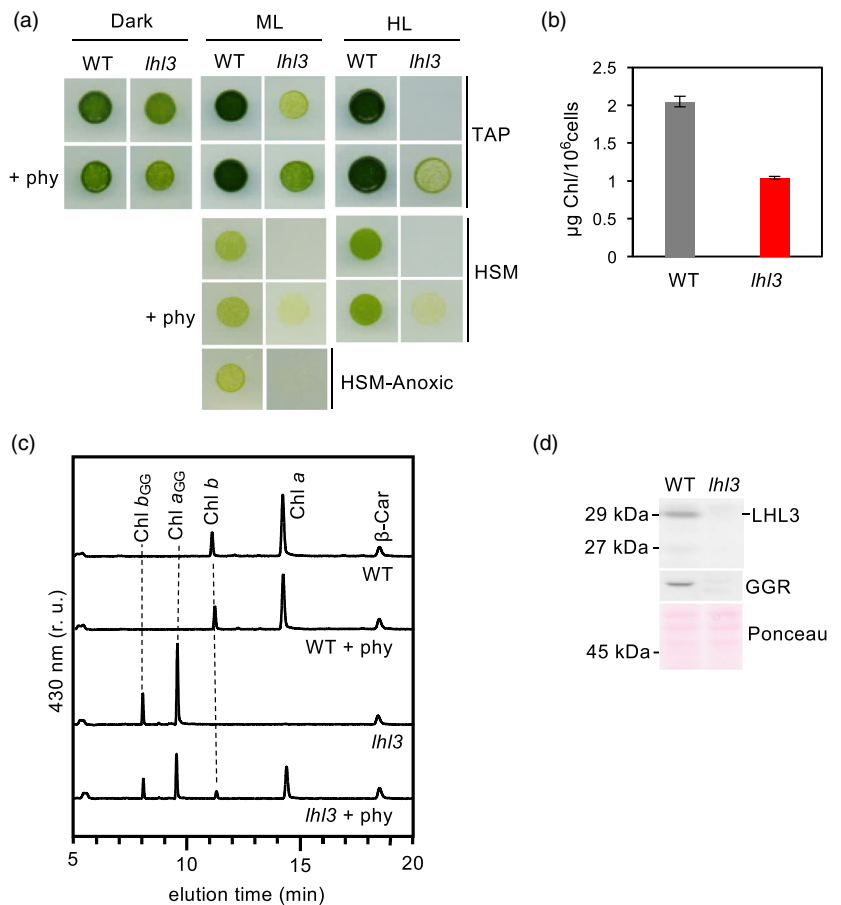 (a)
Dark ML HL
WT lhl3 WT lhl3 WT lhl3
TAP
+ phy
HSM
+ phy
HSM-Anoxic
(b)
2.5
2
1.5
1
0.5
0
µg Chl/10⁶cells
WT lhl3
(c)
Chl bGG
Chl aGG
Chl b
Chl a
β-Car
WT
WT + phy
lhl3
lhl3 + phy
430 nm (r. u.)
5 10 15 20
elution time (min)
(d)
WT lhl3
29 kDa LHL3
27 kDa
GGR
Ponceau
45 kDa